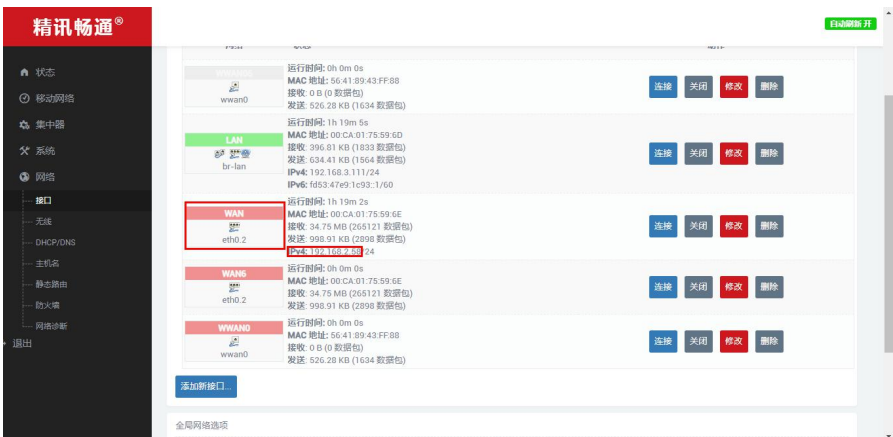 精讯畅通®
自动刷新 开
状态
移动网络
集中器
系统
网络
接口
无线
DHCP/DNS
主机名
静态路由
防火墙
网络诊断
退出
wwan0
运行时间: 0h 0m 0s
MAC 地址: 56:41:89:43:FF:88
接收: 0 B (0 数据包)
发送: 526.28 KB (1634 数据包)
连接 关闭 修改 删除
LAN
br-lan
运行时间: 1h 19m 5s
MAC 地址: 00:CA:01:75:59:6D
接收: 396.81 KB (1833 数据包)
发送: 634.41 KB (1564 数据包)
IPv4: 192.168.3.111/24
IPv6: fd53:47e9:1c93::1/60
连接 关闭 修改 删除
WAN
eth0.2
运行时间: 1h 19m 2s
MAC 地址: 00:CA:01:75:59:6E
接收: 34.75 MB (265121 数据包)
发送: 998.91 KB (2898 数据包)
IPv4: 192.168.2.58/24
连接 关闭 修改 删除
WAN6
eth0.2
运行时间: 0h 0m 0s
MAC 地址: 00:CA:01:75:59:6E
接收: 34.75 MB (265121 数据包)
发送: 998.91 KB (2898 数据包)
连接 关闭 修改 删除
WWAN0
wwan0
运行时间: 0h 0m 0s
MAC 地址: 56:41:89:43:FF:88
接收: 0 B (0 数据包)
发送: 526.28 KB (1634 数据包)
连接 关闭 修改 删除
添加新接口...
全局网络选项